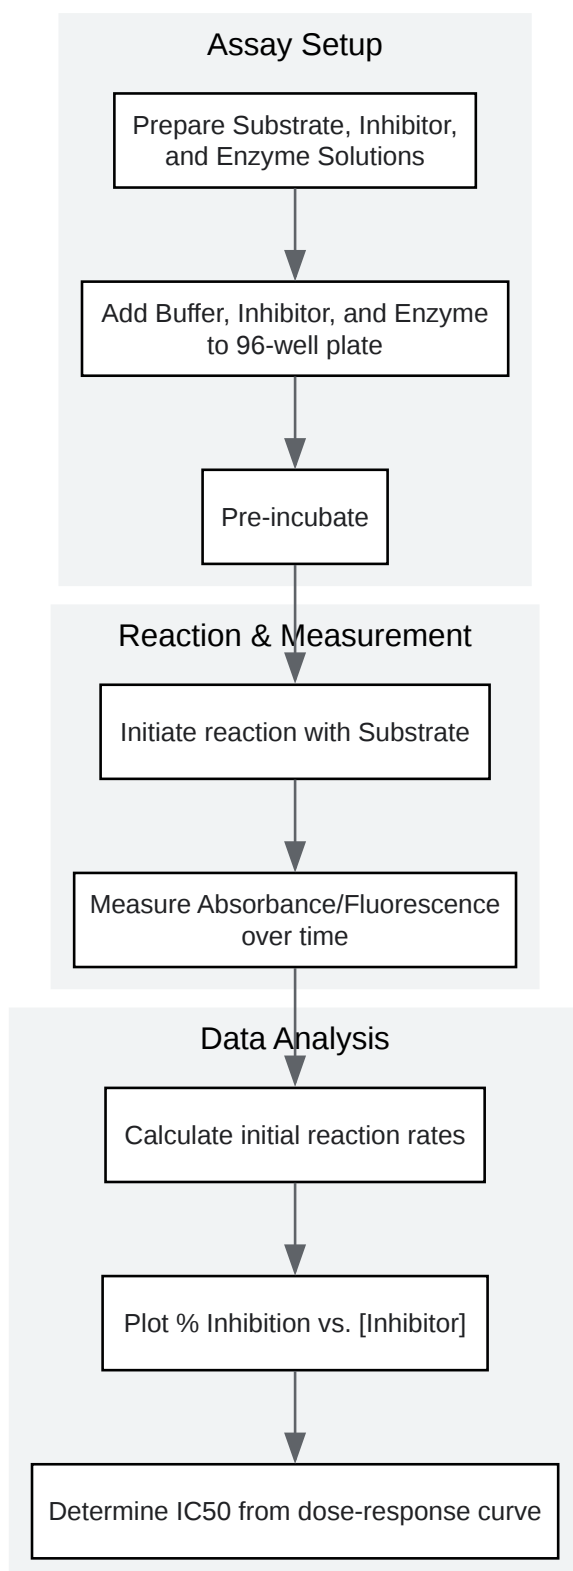 Assay Setup
Prepare Substrate, Inhibitor,
and Enzyme Solutions
Add Buffer, Inhibitor, and Enzyme
to 96-well plate
Pre-incubate
Reaction & Measurement
Initiate reaction with Substrate
Measure Absorbance/Fluorescence
over time
Data Analysis
Calculate initial reaction rates
Plot % Inhibition vs. [Inhibitor]
Determine IC50 from dose-response curve